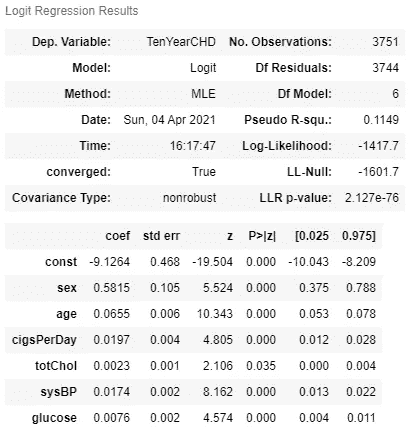 Logit Regression Results
Dep. Variable: TenYearCHD No. Observations: 3751
Model: Logit Df Residuals: 3744
Method: MLE Df Model: 6
Date: Sun, 04 Apr 2021 Pseudo R-squ.: 0.1149
Time: 16:17:47 Log-Likelihood: -1417.7
converged: True LL-Null: -1601.7
Covariance Type: nonrobust LLR p-value: 2.127e-76
coef std err z P>|z| [0.025 0.975]
const -9.1264 0.468 -19.504 0.000 -10.043 -8.209
sex 0.5815 0.105 5.524 0.000 0.375 0.788
age 0.0655 0.006 10.343 0.000 0.053 0.078
cigsPerDay 0.0197 0.004 4.805 0.000 0.012 0.028
totChol 0.0023 0.001 2.106 0.035 0.000 0.004
sysBP 0.0174 0.002 8.162 0.000 0.013 0.022
glucose 0.0076 0.002 4.574 0.000 0.004 0.011